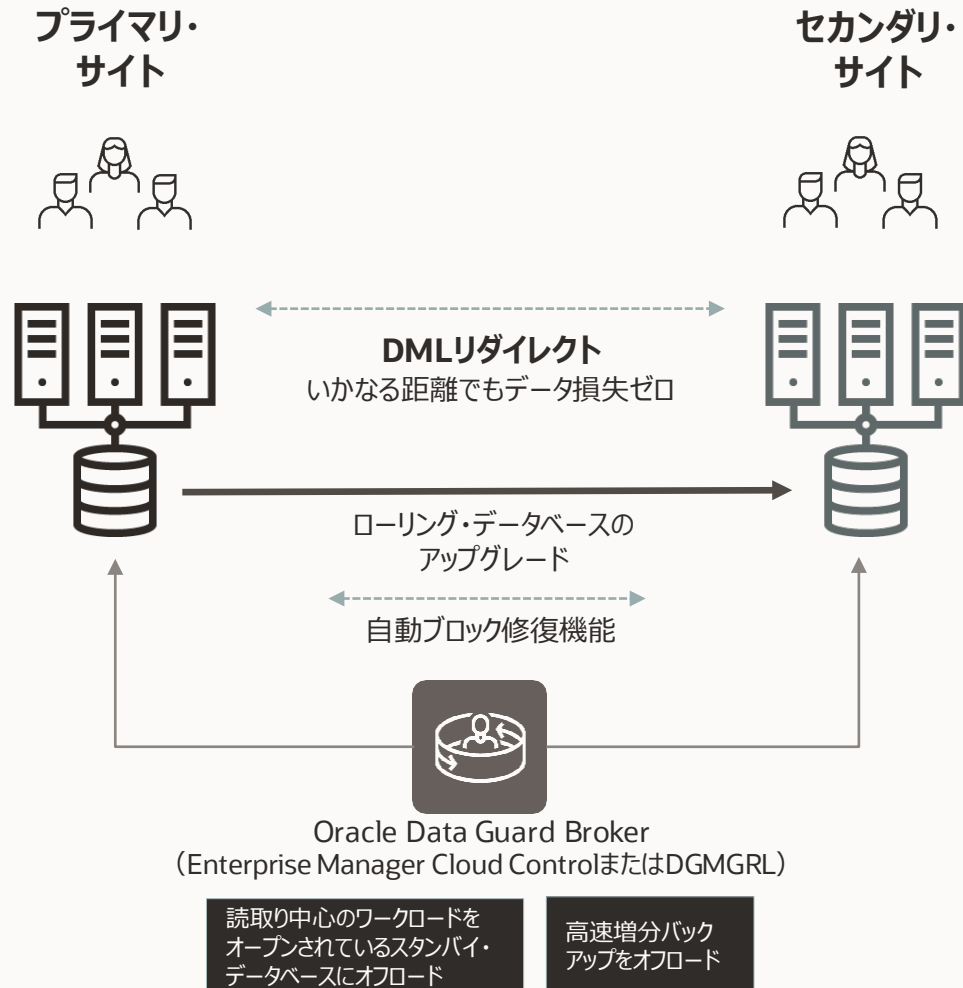 プライマリ・
サイト
セカンダリ・
サイト
DMLリダイレクト
いかなる距離でもデータ損失ゼロ
ローリング・データベースの
アップグレード
自動ブロック修復機能
Oracle Data Guard Broker
（Enterprise Manager Cloud ControlまたはDGMGRL）
読取り中心のワークロードを
オープンされているスタンバイ・
データベースにオフロード
高速増分バック
アップをオフロード